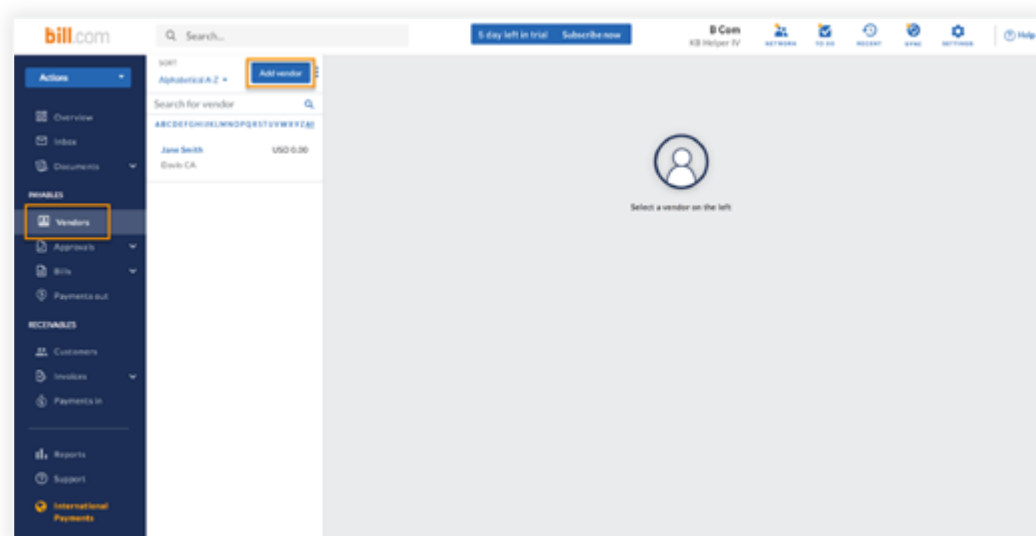 bill.com
Search...
5 day left in trial Subscribe now
B Com
KB Helper IV
NETWORK
TO DO
RECENT
SYNC
SETTINGS
Help
Actions
Overview
Inbox
Documents
PAYABLES
Vendors
Approvals
Bills
Payments out
RECEIVABLES
Customers
Invoices
Payments in
Reports
Support
International
Payments
SORT
Alphabetical A-Z
Add vendor
Search for vendor
ABCDEFGHIJKLMNOPQRSTUVWXYZAll
Jane Smith USD 0.00
Davis CA
Select a vendor on the left.